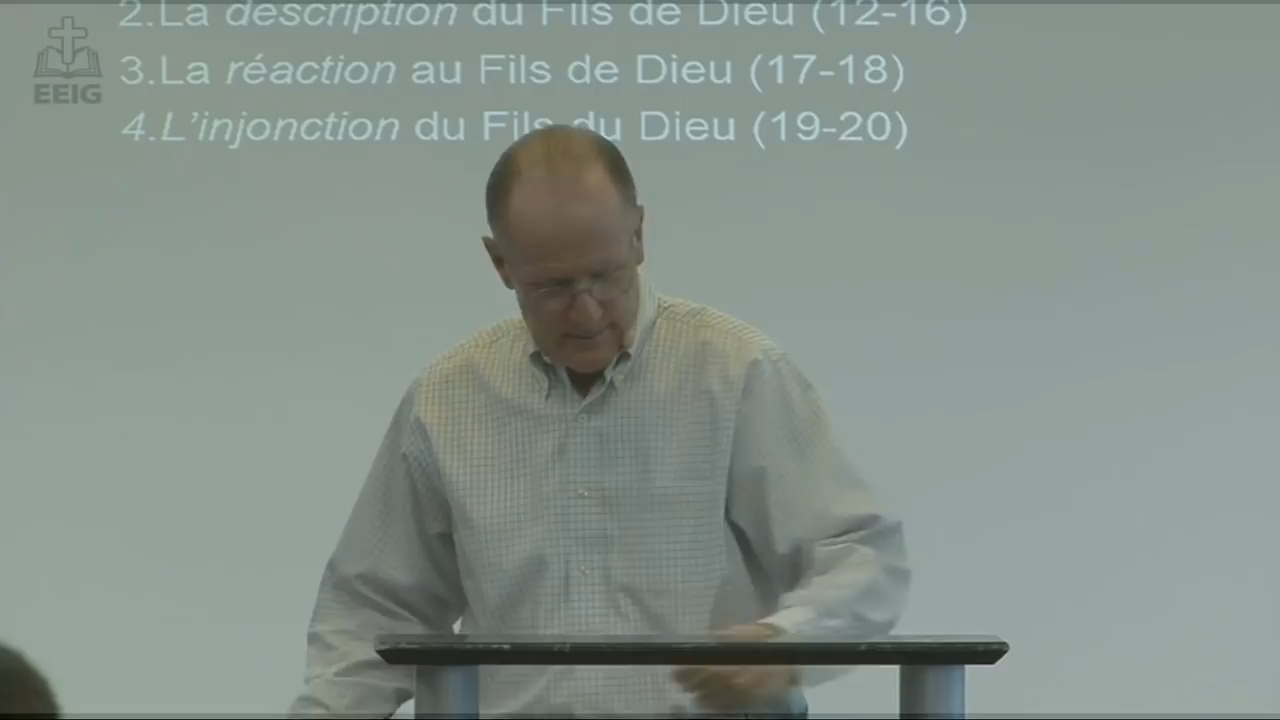 2.La description du Fils de Dieu (12-16)
3.La réaction au Fils de Dieu (17-18)
4.L'injonction du Fils du Dieu (19-20)
EEIG